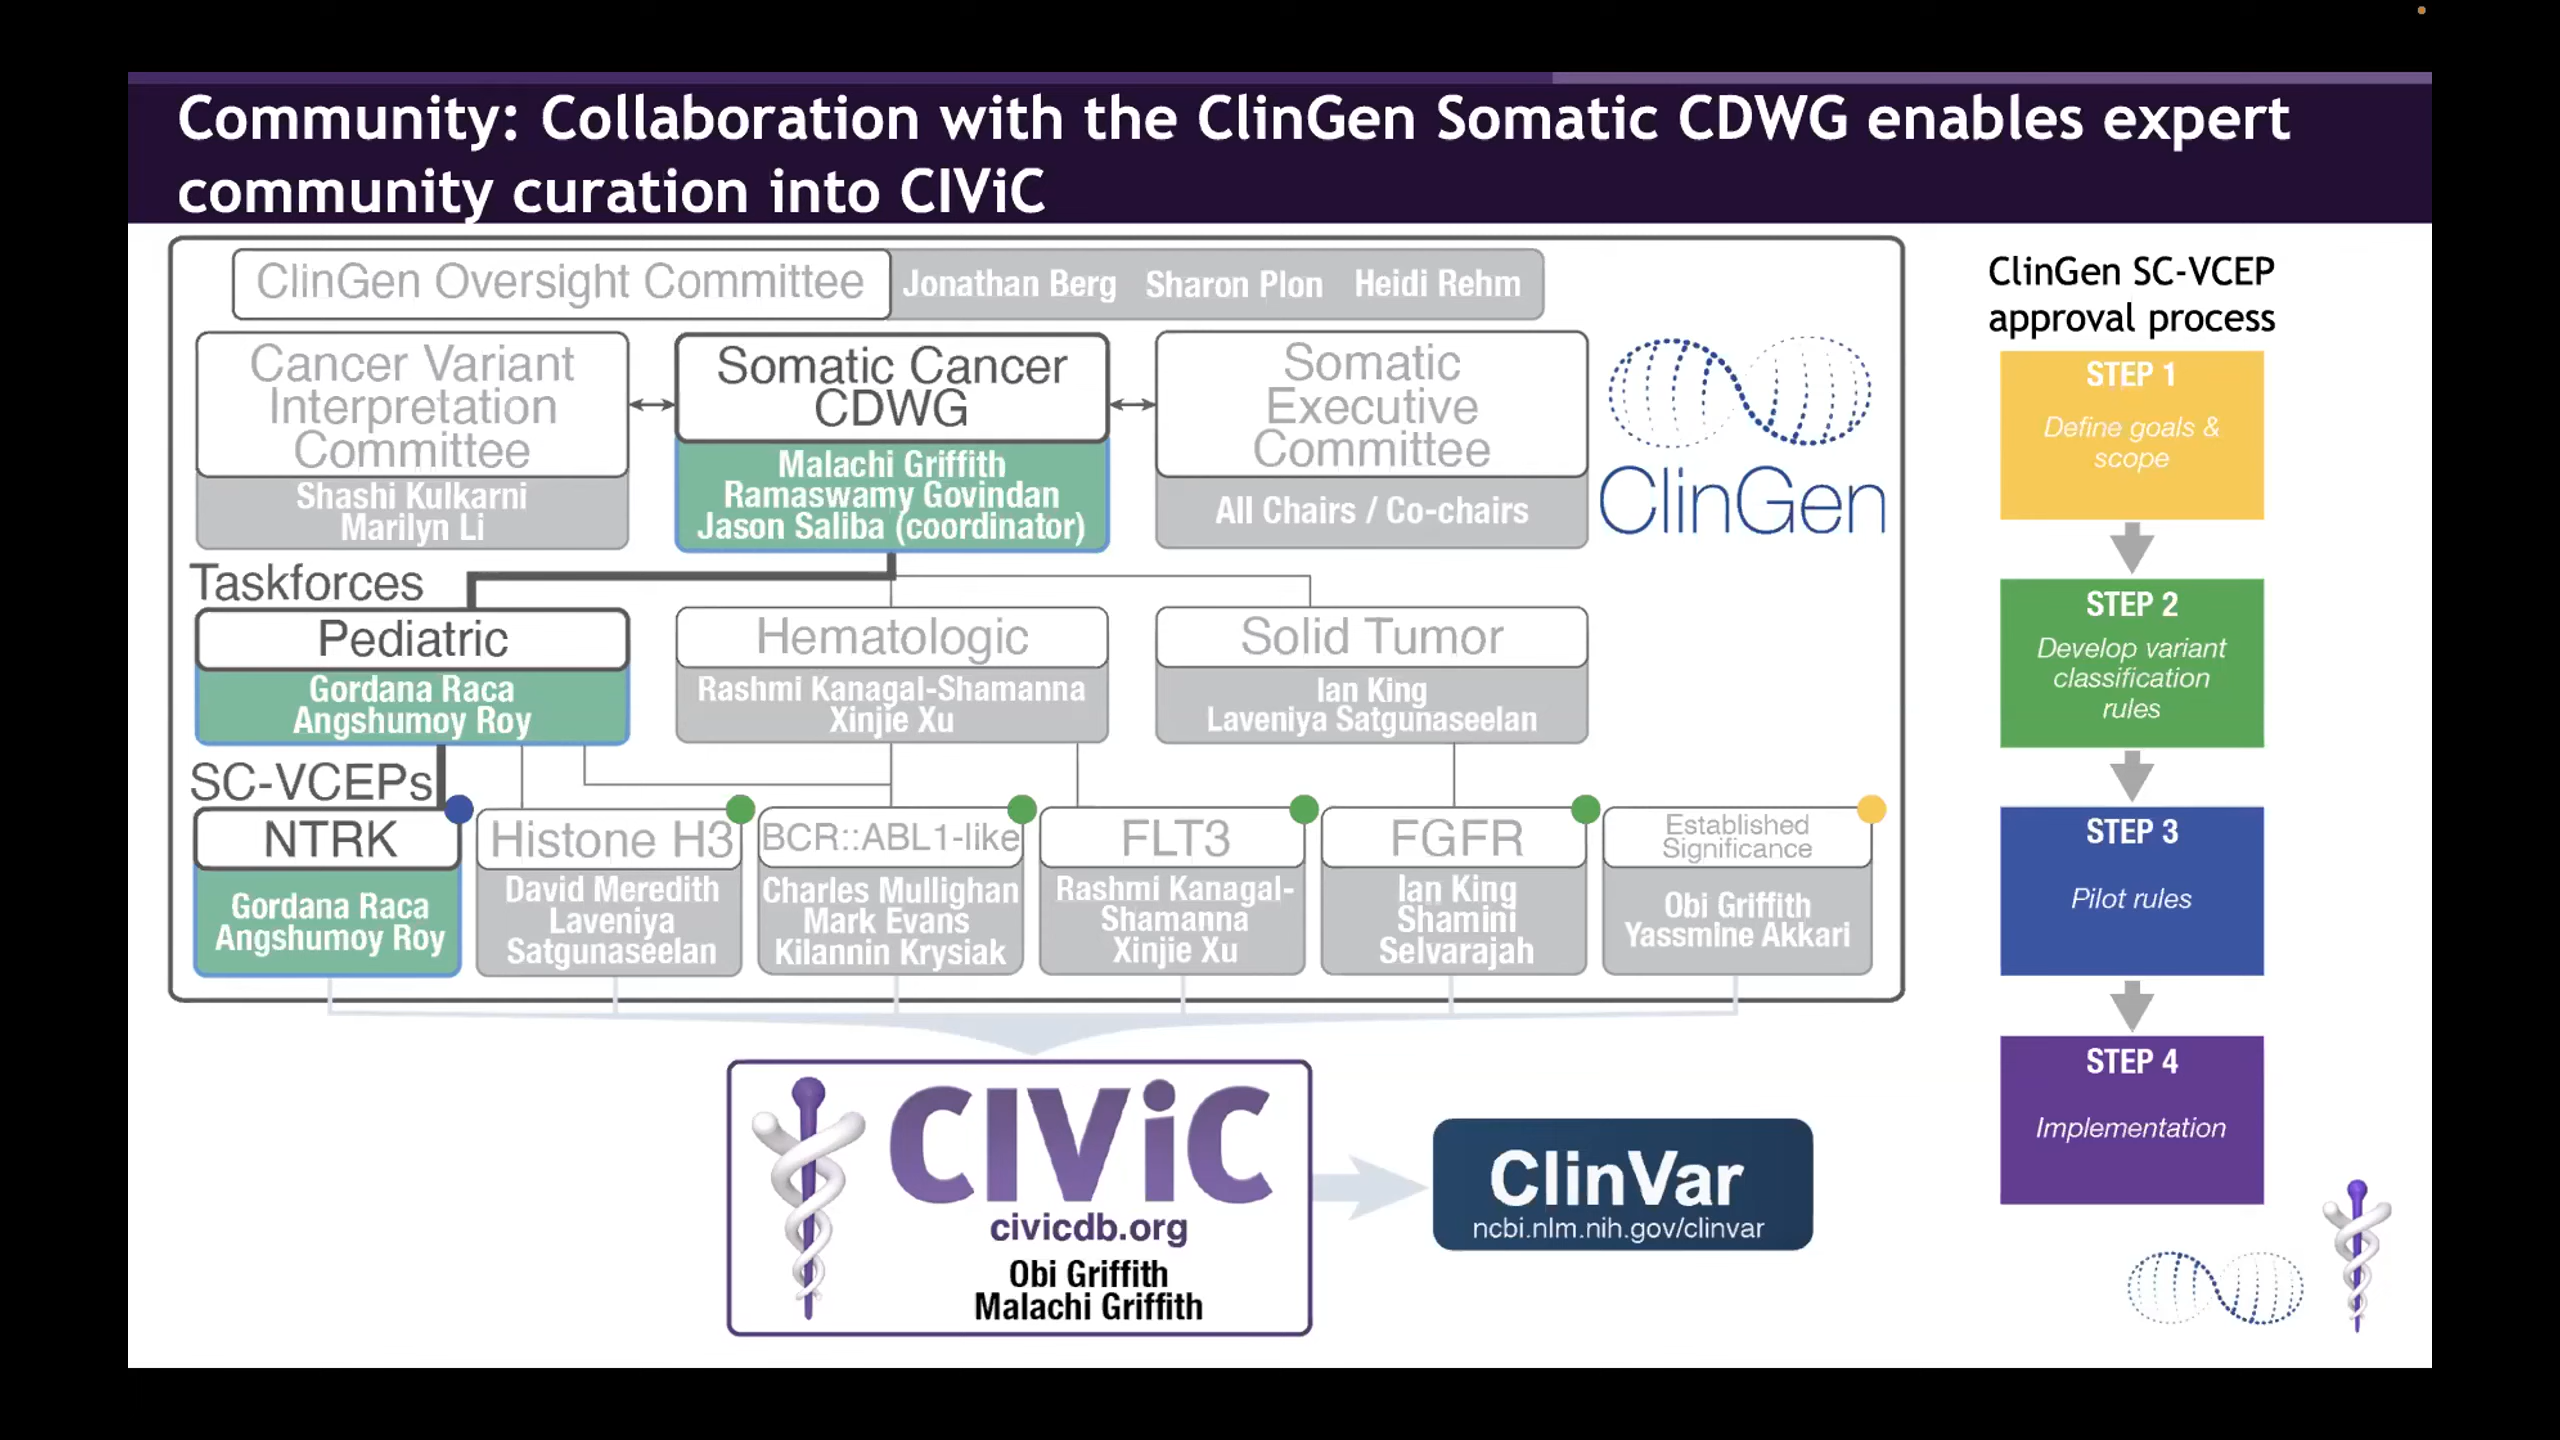 Community: Collaboration with the ClinGen Somatic CDWG enables expert
community curation into CIViC
ClinGen Oversight Committee
Jonathan Berg Sharon Plon Heidi Rehm
Cancer Variant
Interpretation
Committee
Shashi Kulkarni
Marilyn Li
Somatic Cancer
CDWG
Malachi Griffith
Ramaswamy Govindan
Jason Saliba (coordinator)
Somatic
Executive
Committee
All Chairs / Co-chairs
ClinGen
Taskforces
Pediatric
Gordana Raca
Angshumoy Roy
Hematologic
Rashmi Kanagal-Shamanna
Xinjie Xu
Solid Tumor
Ian King
Laveniya Satgunaseelan
SC-VCEPs
NTRK
Gordana Raca
Angshumoy Roy
Histone H3
David Meredith
Laveniya
Satgunaseelan
BCR::ABL1-like
Charles Mullighan
Mark Evans
Kilannin Krysiak
FLT3
Rashmi Kanagal-
Shamanna
Xinjie Xu
FGFR
Ian King
Shamini
Selvarajah
Established
Significance
Obi Griffith
Yassmine Akkari
CIViC
civicdb.org
Obi Griffith
Malachi Griffith
ClinVar
ncbi.nlm.nih.gov/clinvar
ClinGen SC-VCEP
approval process
STEP 1
Define goals &
scope
STEP 2
Develop variant
classification
rules
STEP 3
Pilot rules
STEP 4
Implementation